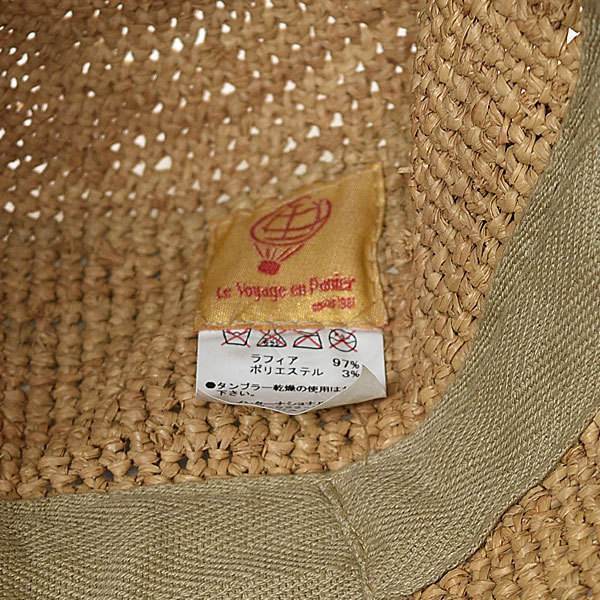 Le Voyage en Panier
ラフィア 97%
ポリエステル 3%
●タンブラー乾燥の使用は
下さい。